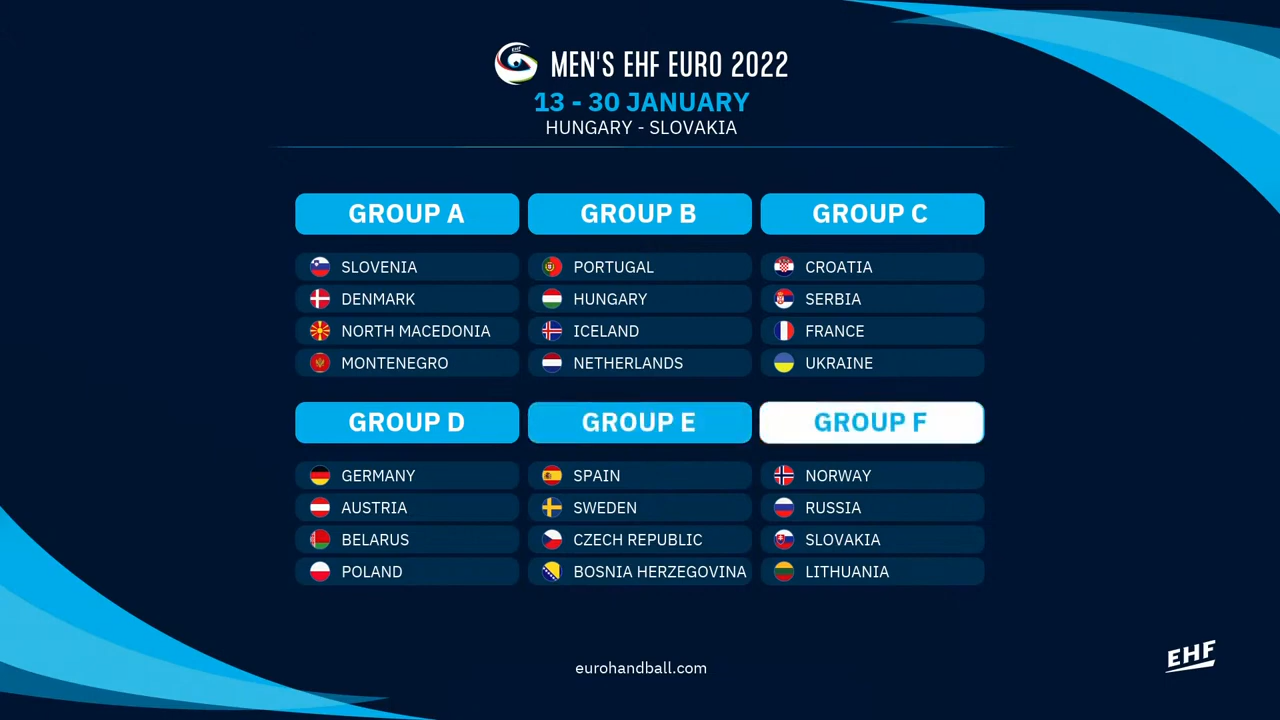 EHF
MEN'S EHF EURO 2022
13 - 30 JANUARY
HUNGARY - SLOVAKIA
GROUP A
SLOVENIA
DENMARK
NORTH MACEDONIA
MONTENEGRO
GROUP B
PORTUGAL
HUNGARY
ICELAND
NETHERLANDS
GROUP C
CROATIA
SERBIA
FRANCE
UKRAINE
GROUP D
GERMANY
AUSTRIA
BELARUS
POLAND
GROUP E
SPAIN
SWEDEN
CZECH REPUBLIC
BOSNIA HERZEGOVINA
GROUP F
NORWAY
RUSSIA
SLOVAKIA
LITHUANIA
eurohandball.com
EHF